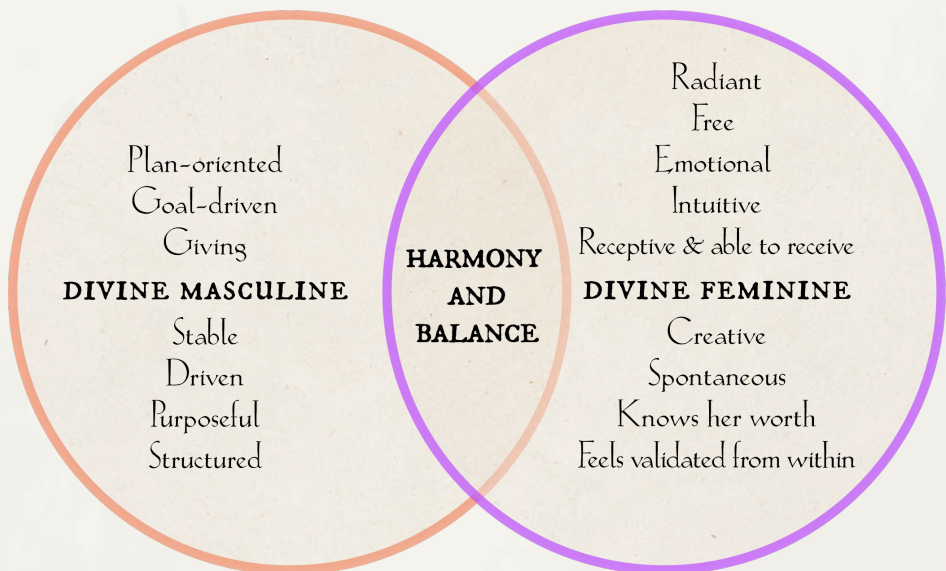 Plan-oriented
Goal-driven
Giving
DIVINE MASCULINE
Stable
Driven
Purposeful
Structured
HARMONY
AND
BALANCE
Radiant
Free
Emotional
Intuitive
Receptive & able to receive
DIVINE FEMININE
Creative
Spontaneous
Knows her worth
Feels validated from within